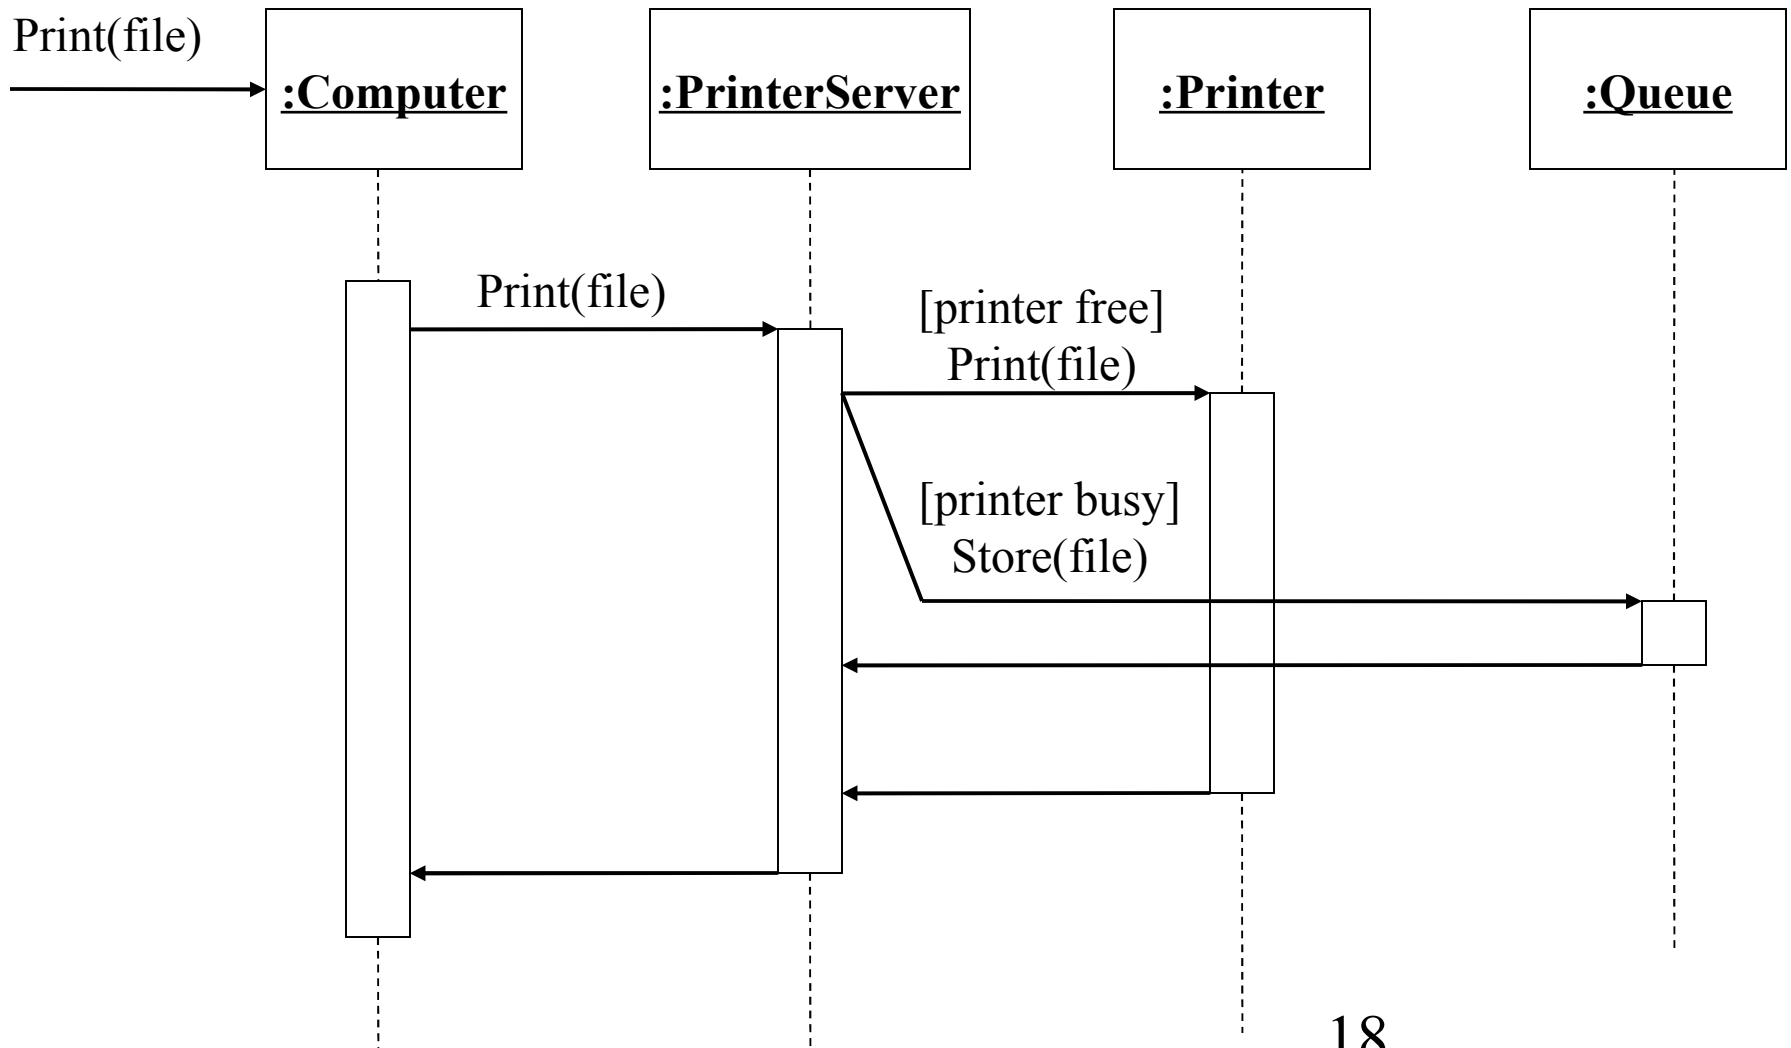 Print(file)
:Computer
:PrinterServer
:Printer
:Queue
Print(file)
[printer free]
Print(file)
[printer busy]
Store(file)
18